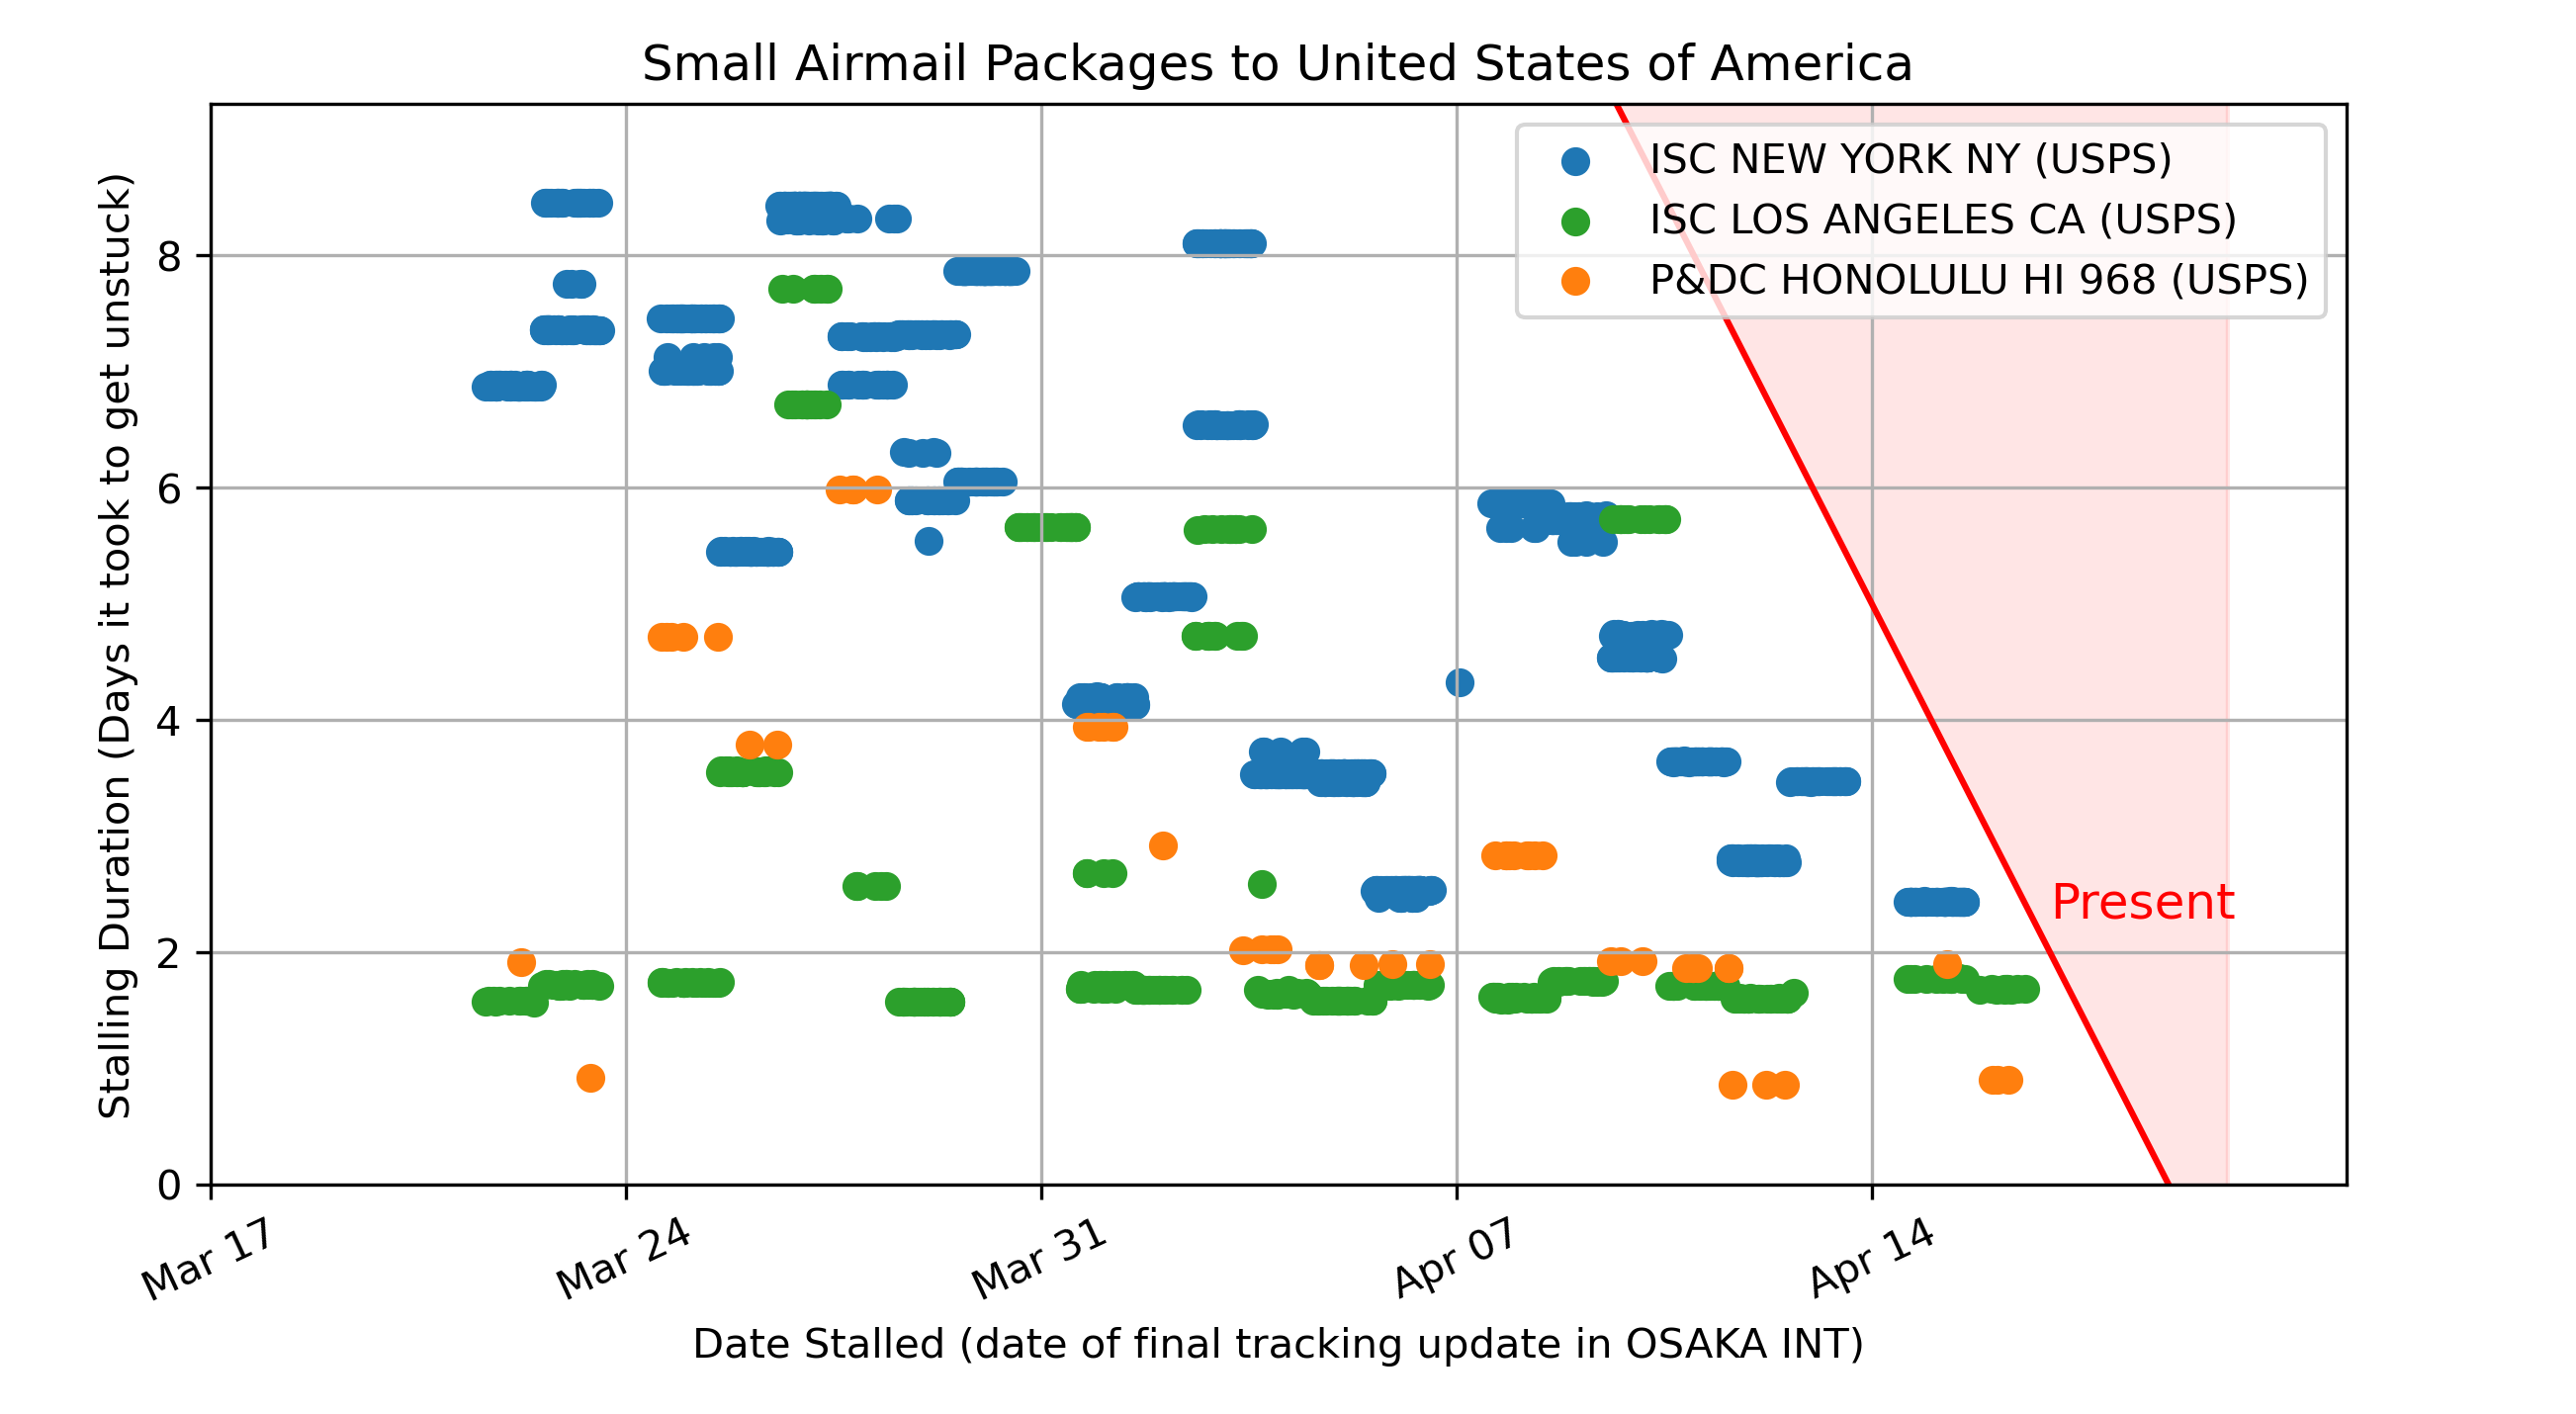 Small Airmail Packages to United States of America
Stalling Duration (Days it took to get unstuck)
8
6
4
2
0
ISC NEW YORK NY (USPS)
ISC LOS ANGELES CA (USPS)
P&DC HONOLULU HI 968 (USPS)
Present
Mar 17
Mar 24
Mar 31
Apr 07
Apr 14
Date Stalled (date of final tracking update in OSAKA INT)